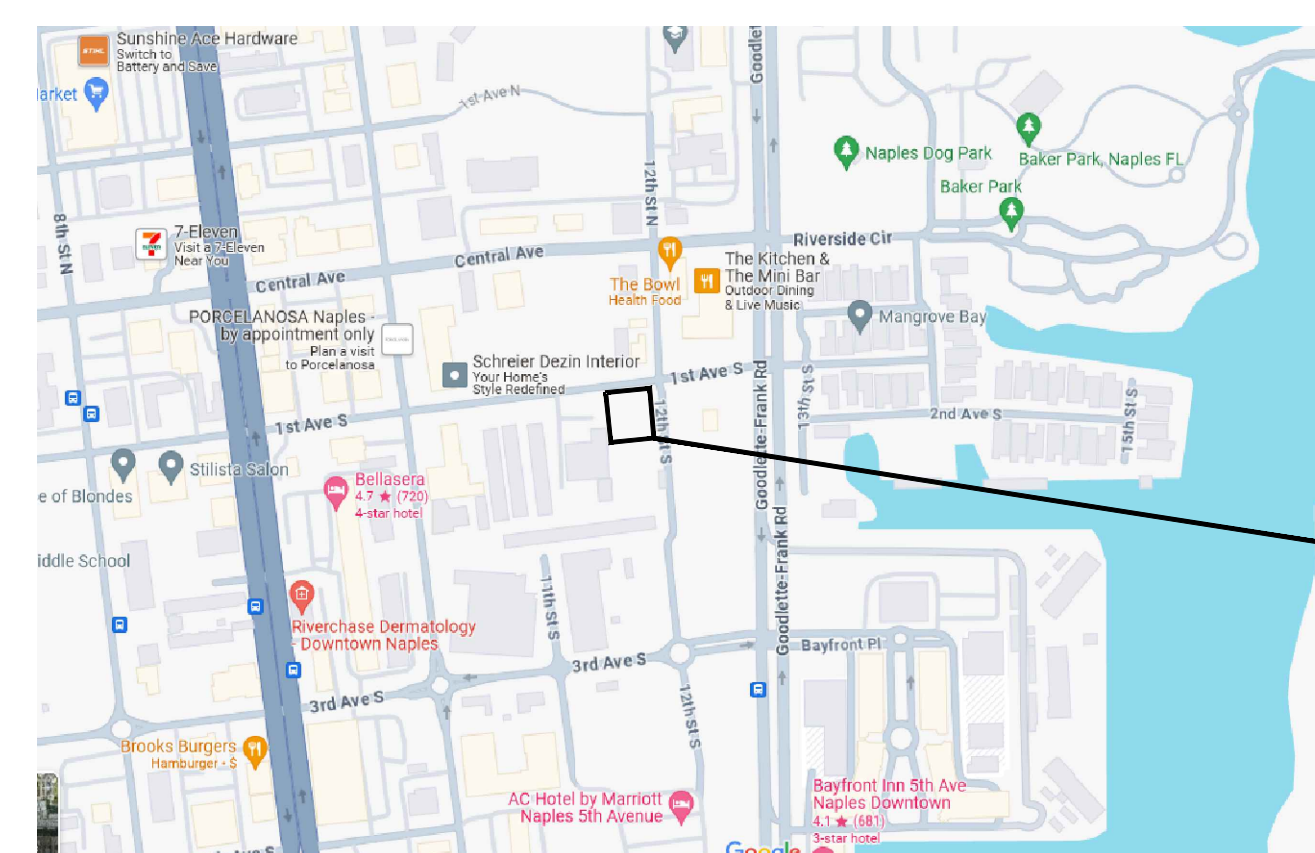 Sunshine Ace Hardware
Switch to
Battery and Save
STIHL
arket
1st Ave N
Goodlet
12th St N
Naples Dog Park
Baker Park, Naples FL
Baker Park
8th St N
7-Eleven
Visit a 7-Eleven
Near You
Central Ave
Central Ave
Riverside Cir
The Kitchen &
The Mini Bar
Outdoor Dining
& Live Music
The Bowl
Health Food
PORCELANOSA Naples -
by appointment only
Plan a visit
to Porcelanosa
Mangrove Bay
Schreier Dezin Interior
Your Home's
Style Redefined
1st Ave S
Goodlette-Frank Rd
13th St S
15th St S
2nd Ave S
12th St S
1st Ave S
Stilista Salon
e of Blondes
Bellasera
4.7 ★ (720)
4-star hotel
iddle School
Goodlette-Frank Rd
11th St S
Riverchase Dermatology
- Downtown Naples
Bayfront Pl
3rd Ave S
3rd Ave S
12th St S
Brooks Burgers
Hamburger • $
AC Hotel by Marriott
Naples 5th Avenue
Bayfront Inn 5th Ave
Naples Downtown
4.1 ★ (681)
3-star hotel
Google